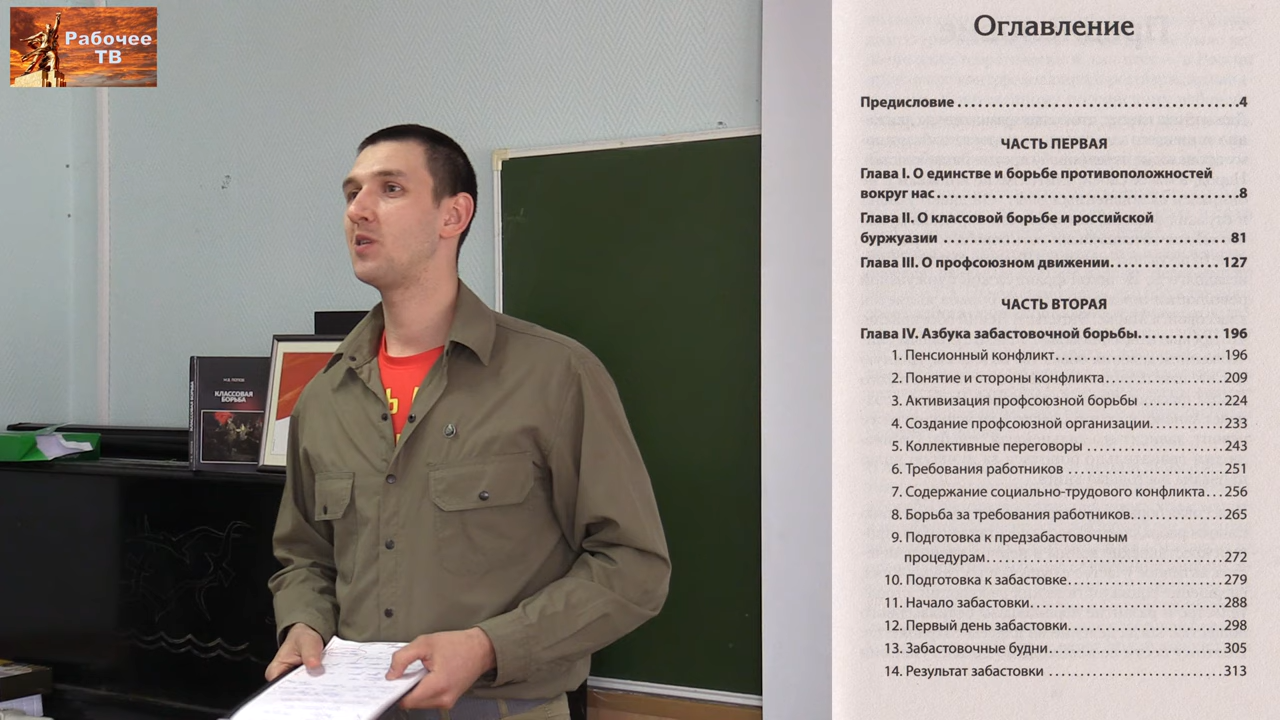 Рабочее
ТВ
М.В. ПОПОВ
КЛАССОВАЯ
БОРЬБА
Оглавление
Предисловие.........................................4
ЧАСТЬ ПЕРВАЯ
Глава I. О единстве и борьбе противоположностей
вокруг нас.............................................8
Глава II. О классовой борьбе и российской
буржуазии .......................................... 81
Глава III. О профсоюзном движении................ 127
ЧАСТЬ ВТОРАЯ
Глава IV. Азбука забастовочной борьбы............ 196
1. Пенсионный конфликт.........................196
2. Понятие и стороны конфликта..................209
3. Активизация профсоюзной борьбы .............224
4. Создание профсоюзной организации...........233
5. Коллективные переговоры ....................243
6. Требования работников .......................251
7. Содержание социально-трудового конфликта...256
8. Борьба за требования работников..............265
9. Подготовка к предзабастовочным
процедурам...................................272
10. Подготовка к забастовке.......................279
11. Начало забастовки.............................288
12. Первый день забастовки.......................298
13. Забастовочные будни ..........................305
14. Результат забастовки ..........................313